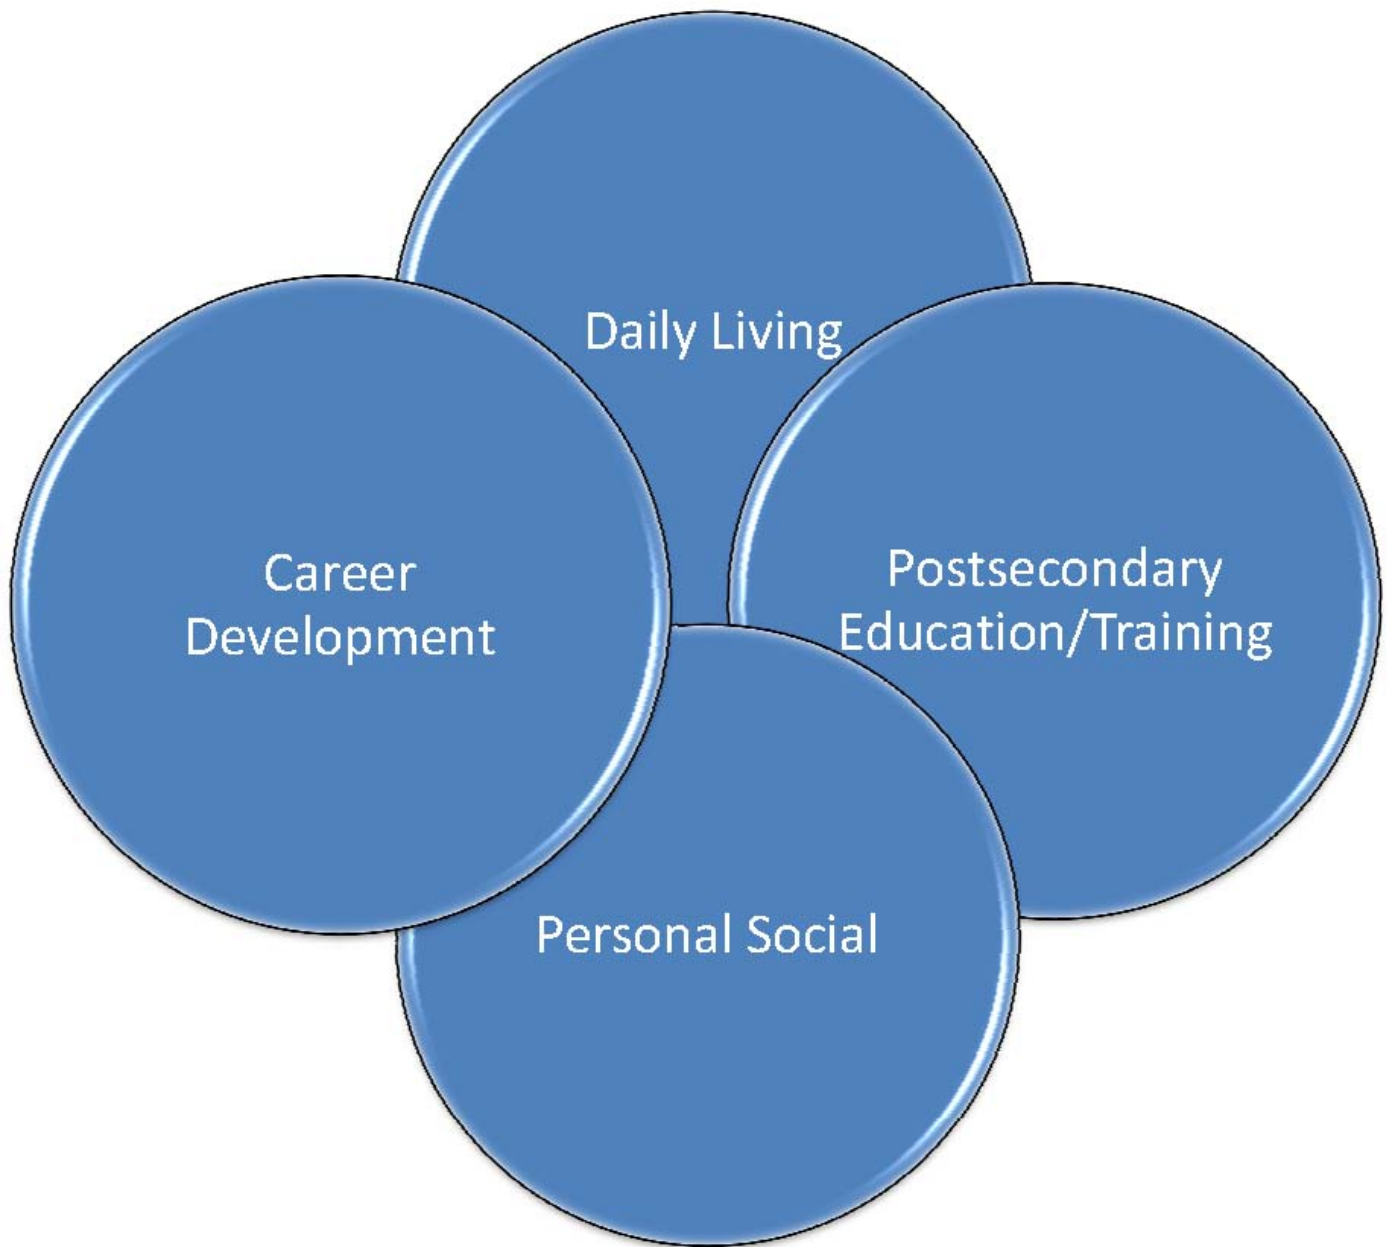 Daily Living
Career
Development
Postsecondary
Education/Training
Personal Social